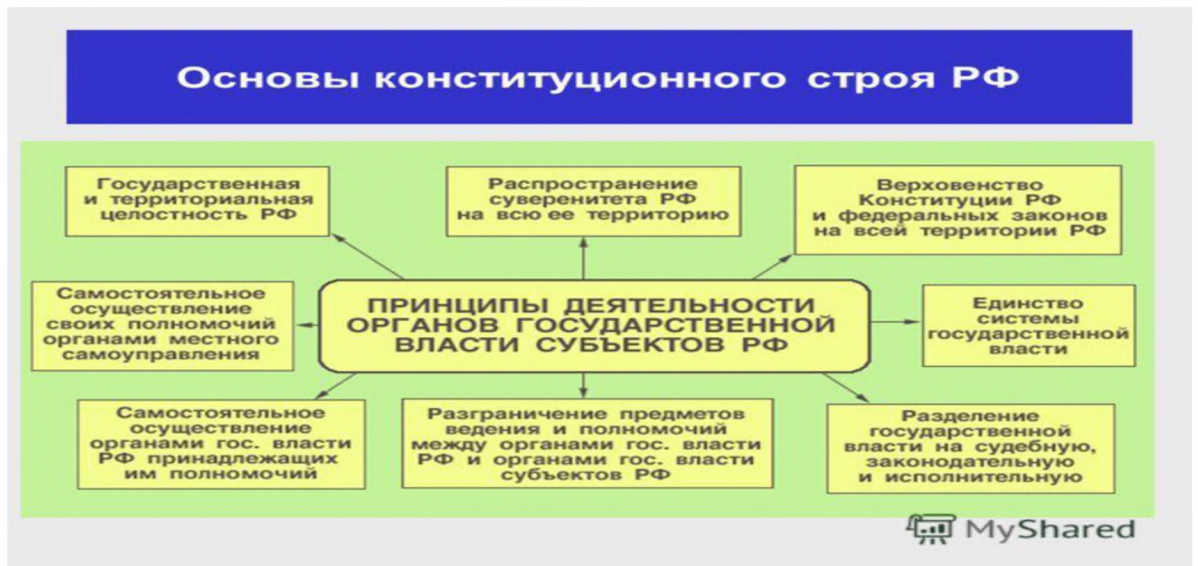 Основы конституционного строя РФ
Государственная
и территориальная
целостность РФ
Распространение
суверенитета РФ
на всю ее территорию
Верховенство
Конституции РФ
и федеральных законов
на всей территории РФ
Самостоятельное
осуществление
своих полномочий
органами местного
самоуправления
ПРИНЦИПЫ ДЕЯТЕЛЬНОСТИ
ОРГАНОВ ГОСУДАРСТВЕННОЙ
ВЛАСТИ СУБЪЕКТОВ РФ
Единство
системы
государственной
власти
Самостоятельное
осуществление
органами гос. власти
РФ принадлежащих
им полномочий
Разграничение предметов
ведения и полномочий
между органами гос. власти
РФ и органами гос. власти
субъектов РФ
Разделение
государственной
власти на судебную,
законодательную
и исполнительную
MyShared